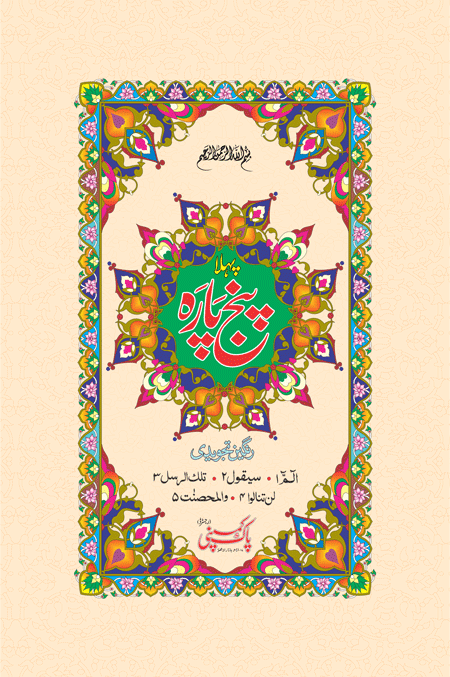 بسم اللہ الرحمن الرحیم
پہلا
پنج پارہ
رنگین تجویدی
الٓمّٓ ۱ • سیقول ۲ • تلک الرسل ۳
لن تنالوا ۴ • والمحصنٰت ۵
پاک کمپنی